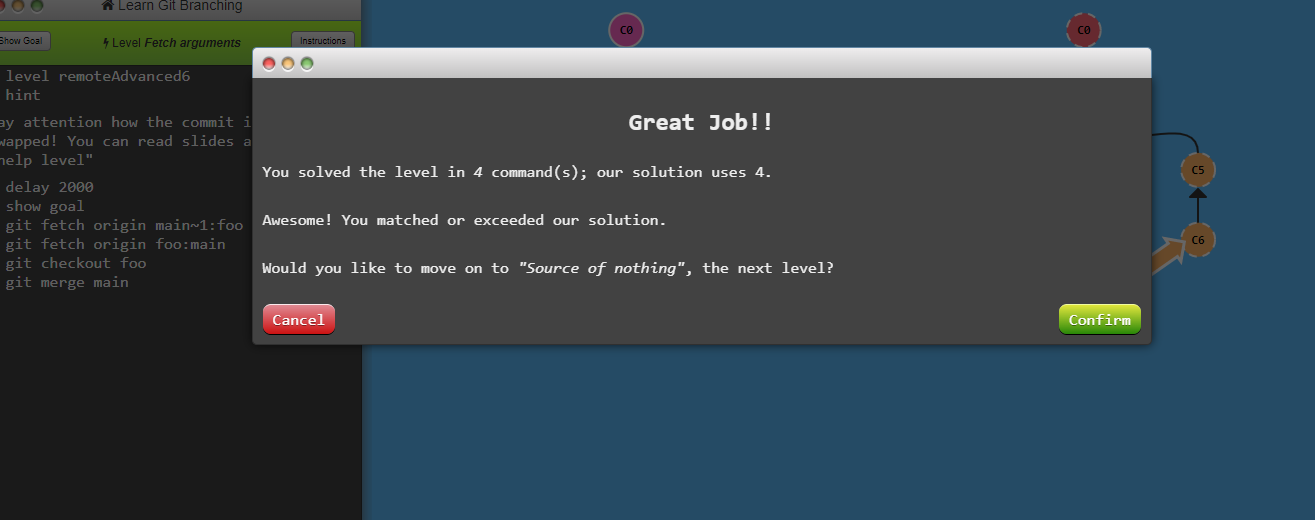 Learn Git Branching
Show Goal
Level Fetch arguments
Instructions
C0
C0
level remoteAdvanced6
hint
attention how the commit
You can read slides
level"
delay 2000
show goal
git fetch origin main~1:foo
git fetch origin foo:main
git checkout foo
git merge main
Great Job!!
You solved the level in 4 command(s); our solution uses 4.
Awesome! You matched or exceeded our solution.
Would you like to move on to "Source of nothing", the next level?
Cancel
Confirm
C5
C6